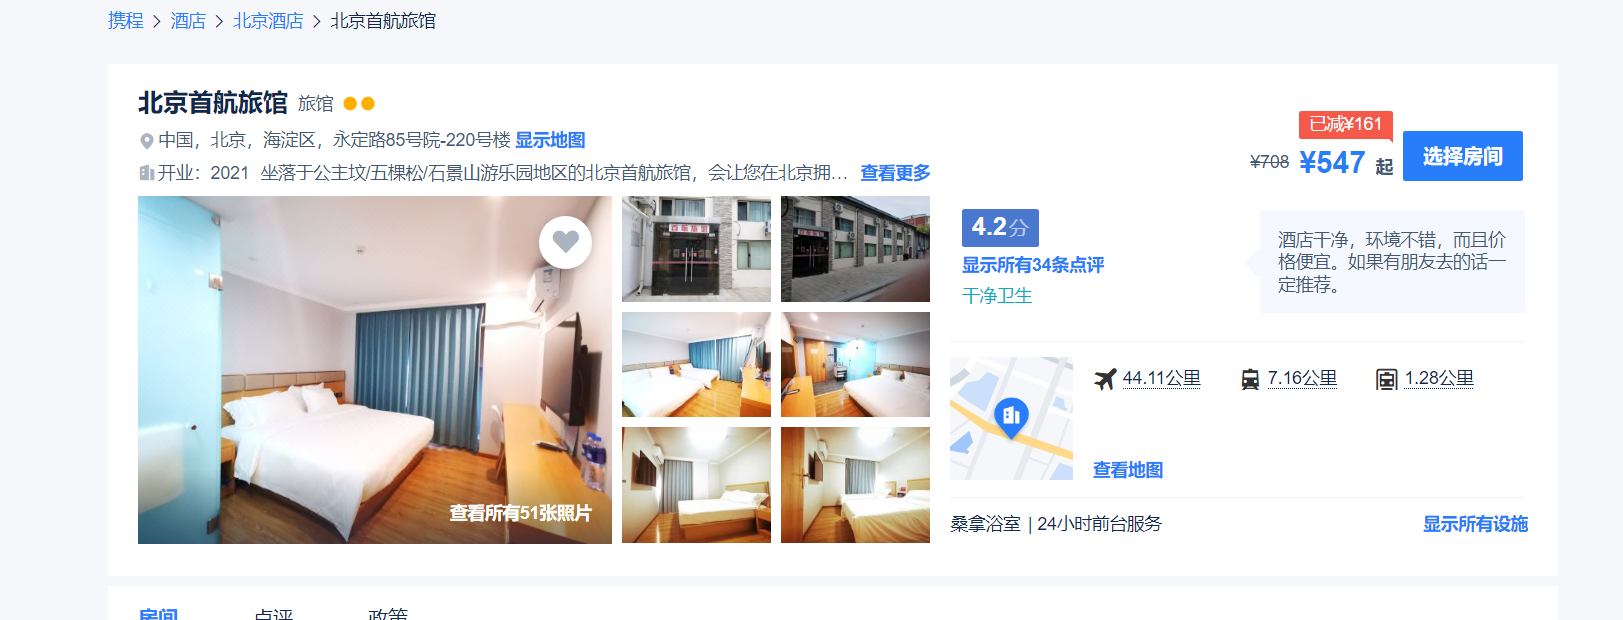 携程 > 酒店 > 北京酒店 > 北京首航旅馆
北京首航旅馆 旅馆
中国，北京，海淀区，永定路85号院-220号楼 显示地图
开业：2021 坐落于公主坟/五棵松/石景山游乐园地区的北京首航旅馆，会让您在北京拥... 查看更多
已减¥161
¥708 ¥547 起
选择房间
查看所有51张照片
4.2分
显示所有34条点评
干净卫生
酒店干净，环境不错，而且价
格便宜。如果有朋友去的话一
定推荐。
44.11公里 7.16公里 1.28公里
查看地图
桑拿浴室 | 24小时前台服务
显示所有设施
房间 点评 政策